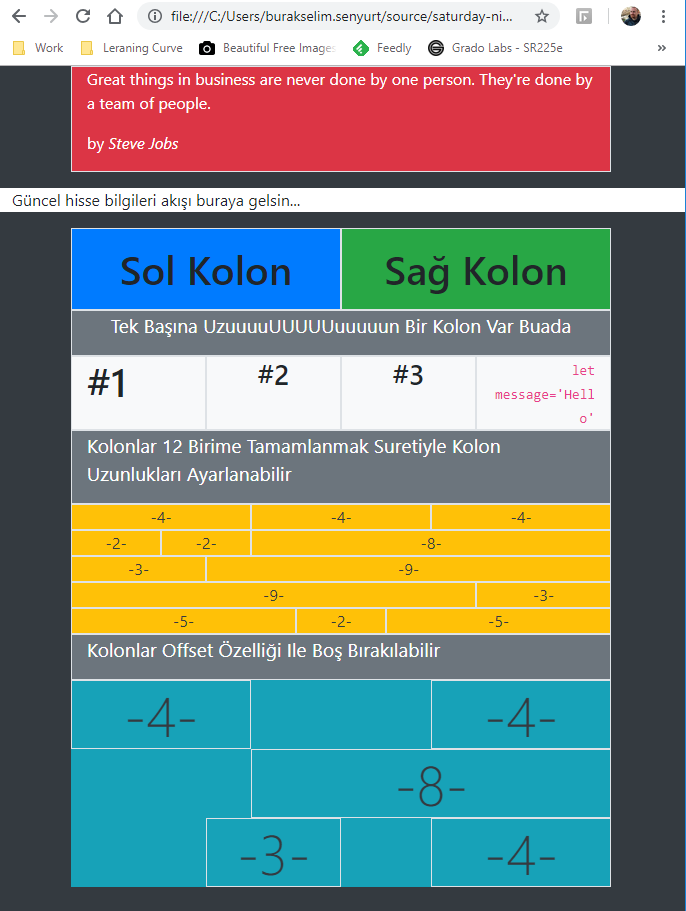 file:///C:/Users/burakselim.senyurt/source/saturday-ni...
Work Leraning Curve Beautiful Free Images Feedly Grado Labs - SR225e »
Great things in business are never done by one person. They're done by
a team of people.
by Steve Jobs
Güncel hisse bilgileri akışı buraya gelsin...
Sol Kolon Sağ Kolon
Tek Başına UzuuuuUUUUUuuuuun Bir Kolon Var Buada
#1 #2 #3 let
message='Hell
o'
Kolonlar 12 Birime Tamamlanmak Suretiyle Kolon
Uzunlukları Ayarlanabilir
-4- -4- -4-
-2- -2- -8-
-3- -9-
-9- -3-
-5- -2- -5-
Kolonlar Offset Özelliği Ile Boş Bırakılabilir
-4- -4-
-8-
-3- -4-